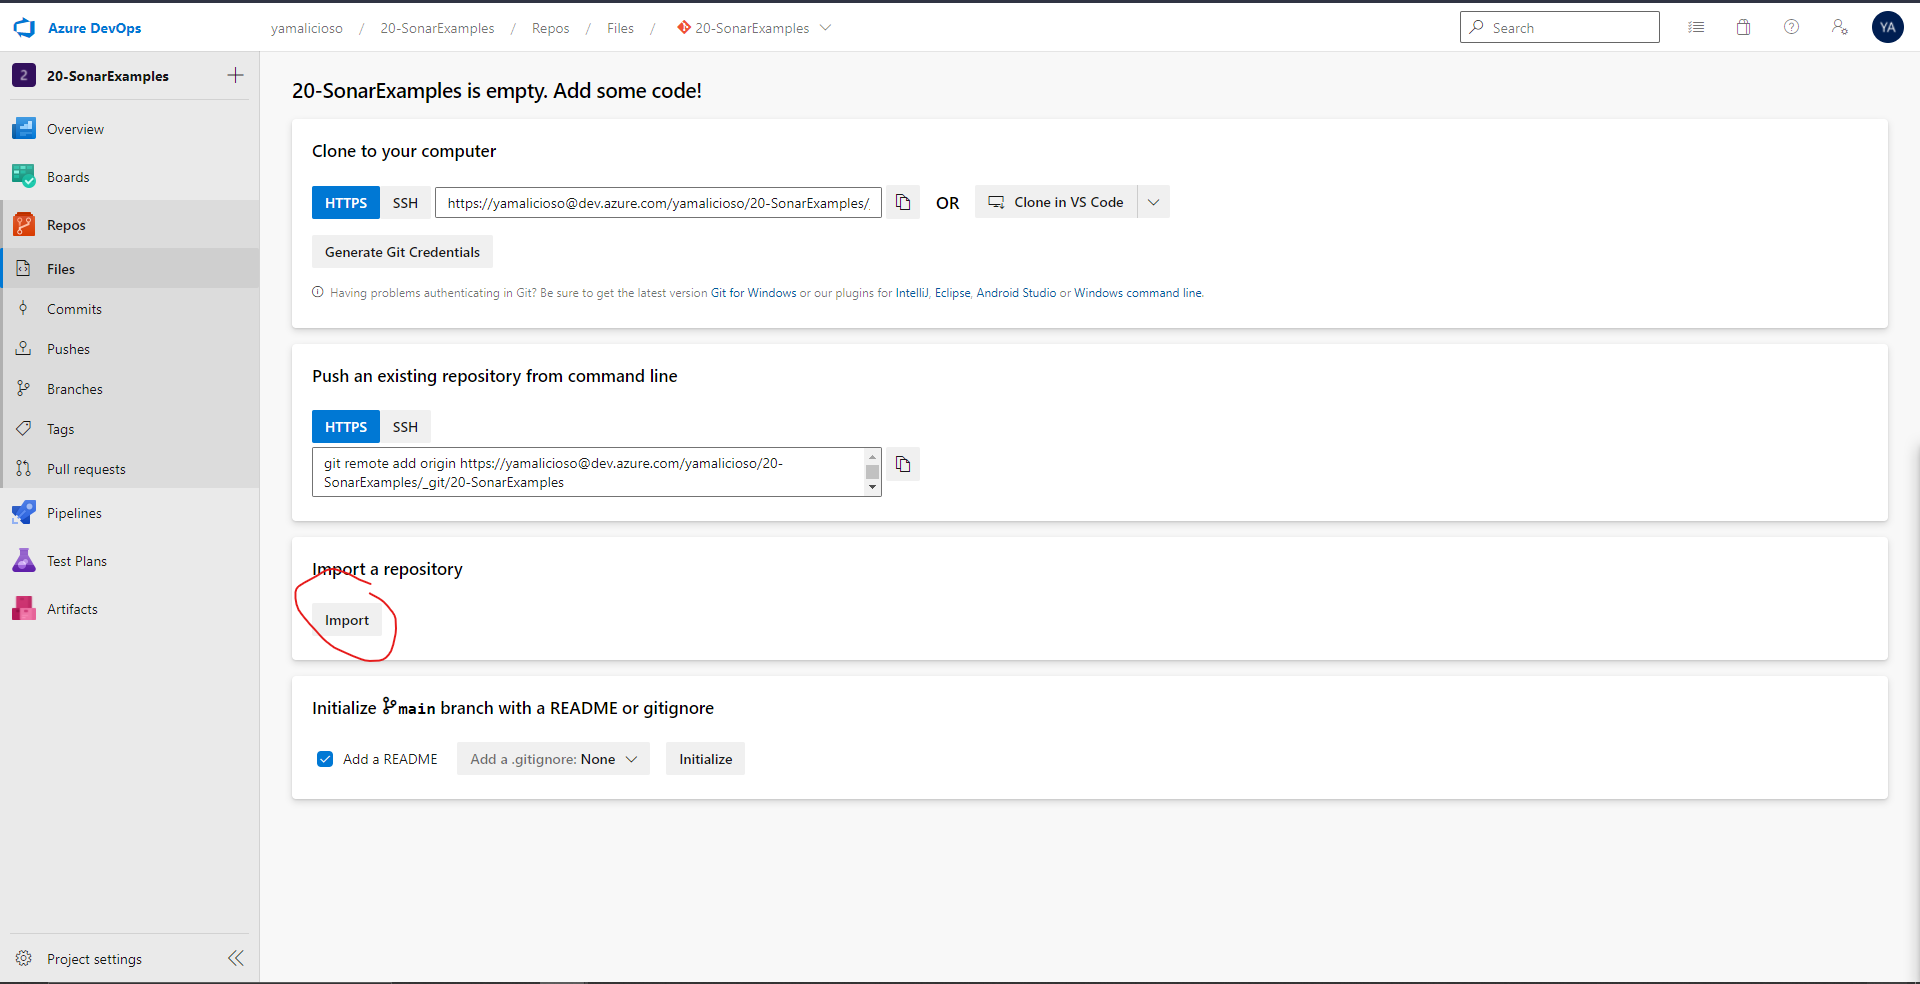 Azure DevOps
yamalicioso / 20-SonarExamples / Repos / Files / 20-SonarExamples
Search
YA
2 20-SonarExamples
Overview
Boards
Repos
Files
Commits
Pushes
Branches
Tags
Pull requests
Pipelines
Test Plans
Artifacts
Project settings
20-SonarExamples is empty. Add some code!
Clone to your computer
HTTPS SSH https://yamalicioso@dev.azure.com/yamalicioso/20-SonarExamples/ OR Clone in VS Code
Generate Git Credentials
Having problems authenticating in Git? Be sure to get the latest version Git for Windows or our plugins for IntelliJ, Eclipse, Android Studio or Windows command line.
Push an existing repository from command line
HTTPS SSH
git remote add origin https://yamalicioso@dev.azure.com/yamalicioso/20-
SonarExamples/_git/20-SonarExamples
Import a repository
Import
Initialize main branch with a README or gitignore
Add a README Add a .gitignore: None Initialize